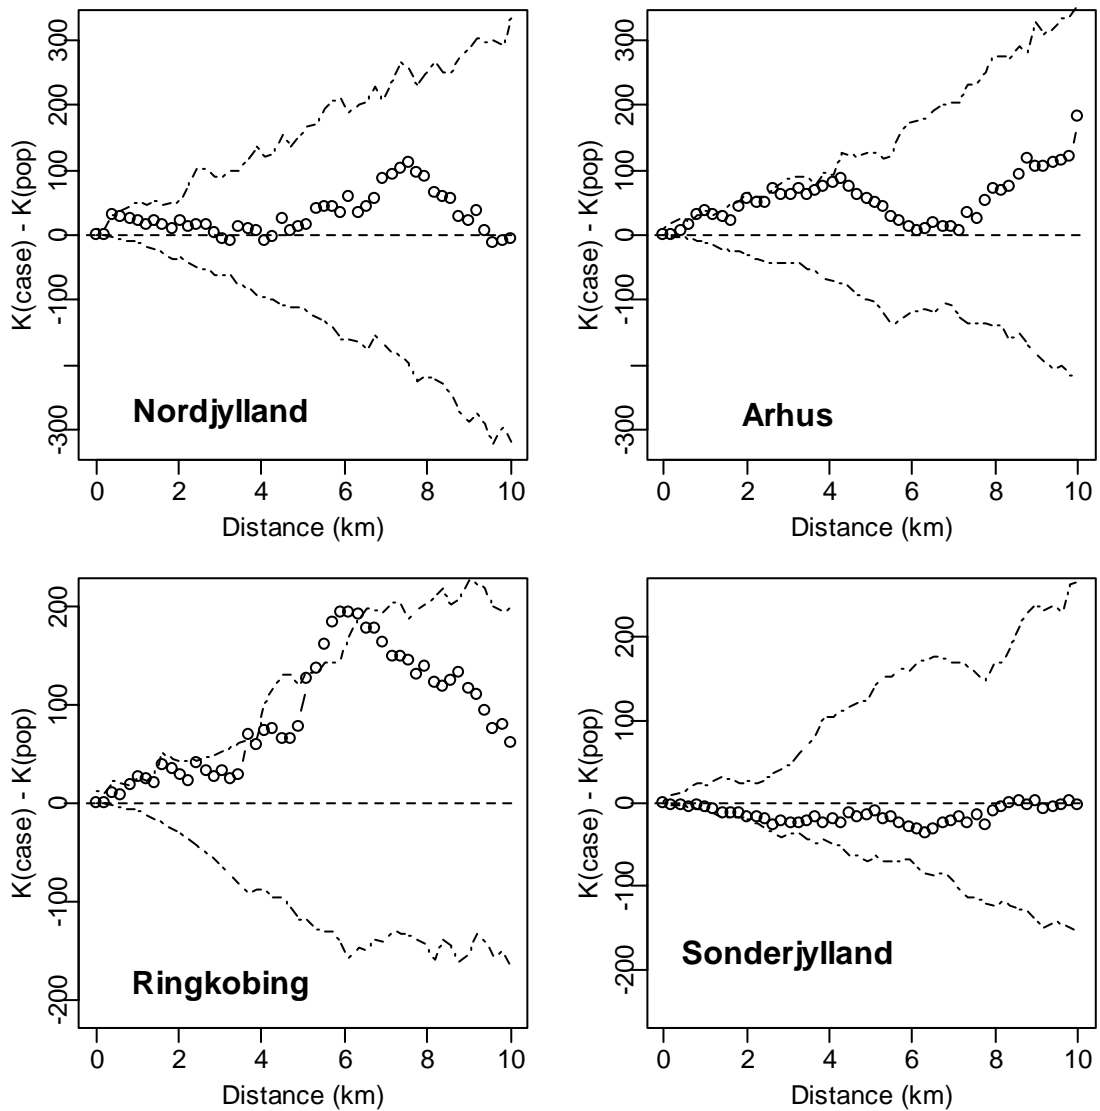 K(case) - K(pop)
300
200
100
0
-100
-300
Nordjylland
0 2 4 6 8 10
Distance (km)
K(case) - K(pop)
300
200
100
0
-100
-300
Arhus
0 2 4 6 8 10
Distance (km)
K(case) - K(pop)
200
100
0
-100
-200
Ringkobing
0 2 4 6 8 10
Distance (km)
K(case) - K(pop)
200
100
0
-100
-200
Sonderjylland
0 2 4 6 8 10
Distance (km)